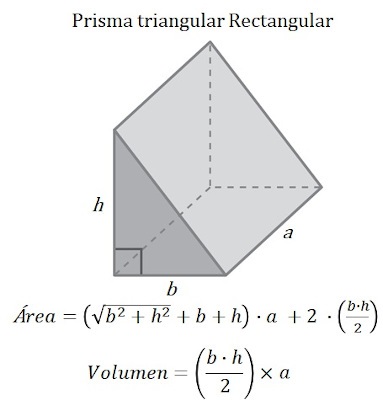 Prisma triangular Rectangular
h
a
b
Área = (√b² + h² + b + h) · a + 2 · (b·h/2)
Volumen = (b · h/2) × a